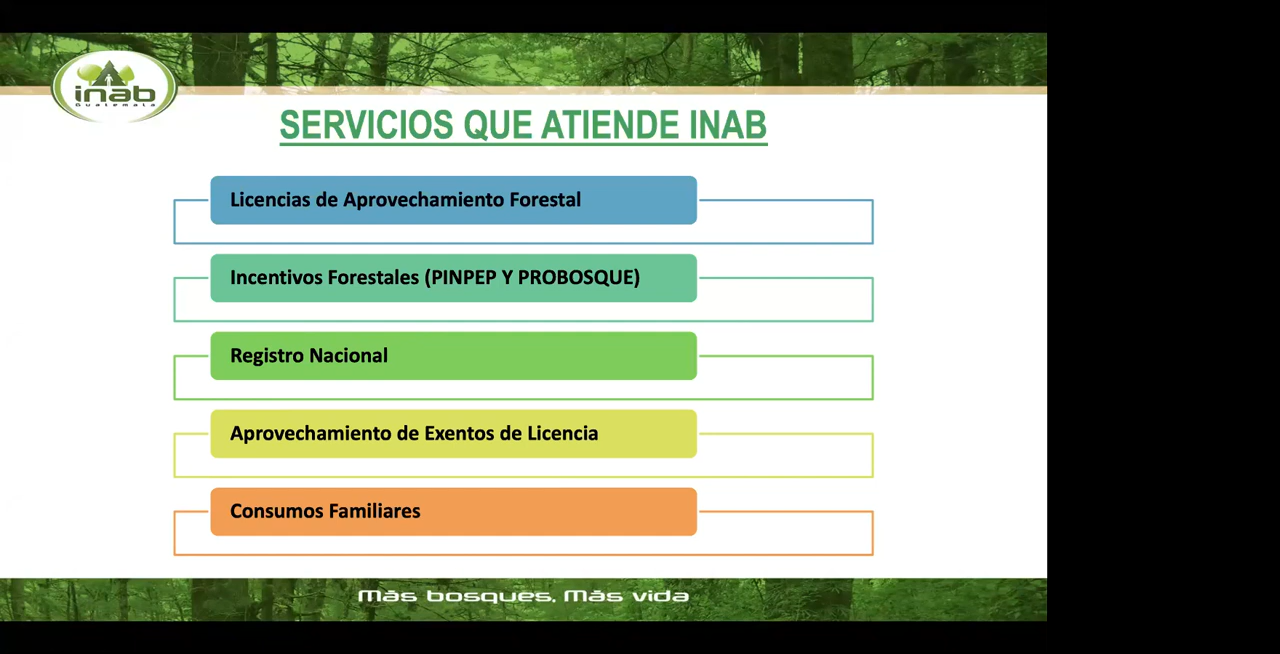 inab
Guatemala
SERVICIOS QUE ATIENDE INAB
Licencias de Aprovechamiento Forestal
Incentivos Forestales (PINPEP Y PROBOSQUE)
Registro Nacional
Aprovechamiento de Exentos de Licencia
Consumos Familiares
Más bosques, Más vida